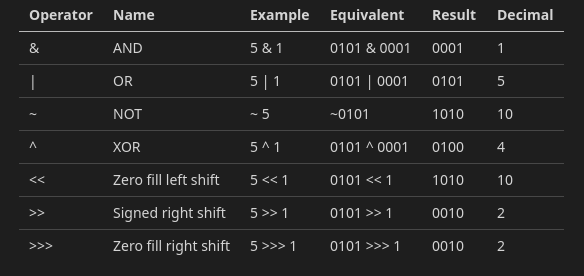 Operator Name Example Equivalent Result Decimal
& AND 5 & 1 0101 & 0001 0001 1
| OR 5 | 1 0101 | 0001 0101 5
~ NOT ~ 5 ~0101 1010 10
^ XOR 5 ^ 1 0101 ^ 0001 0100 4
<< Zero fill left shift 5 << 1 0101 << 1 1010 10
>> Signed right shift 5 >> 1 0101 >> 1 0010 2
>>> Zero fill right shift 5 >>> 1 0101 >>> 1 0010 2